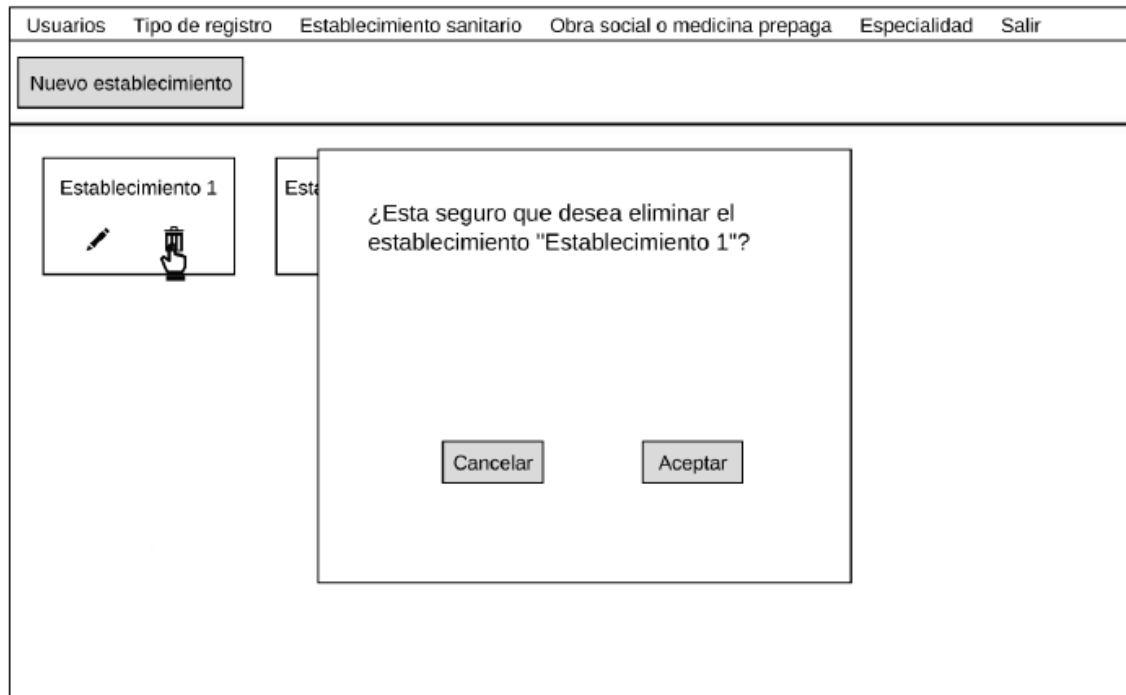 Usuarios Tipo de registro Establecimiento sanitario Obra social o medicina prepaga Especialidad Salir
Nuevo establecimiento
Establecimiento 1
¿Esta seguro que desea eliminar el
establecimiento "Establecimiento 1"?
Cancelar Aceptar